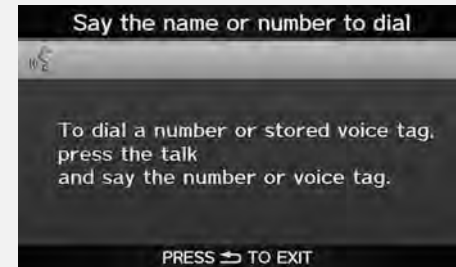 Say the name or number to dial
To dial a number or stored voice tag,
press the talk
and say the number or voice tag.
PRESS ⮌ TO EXIT